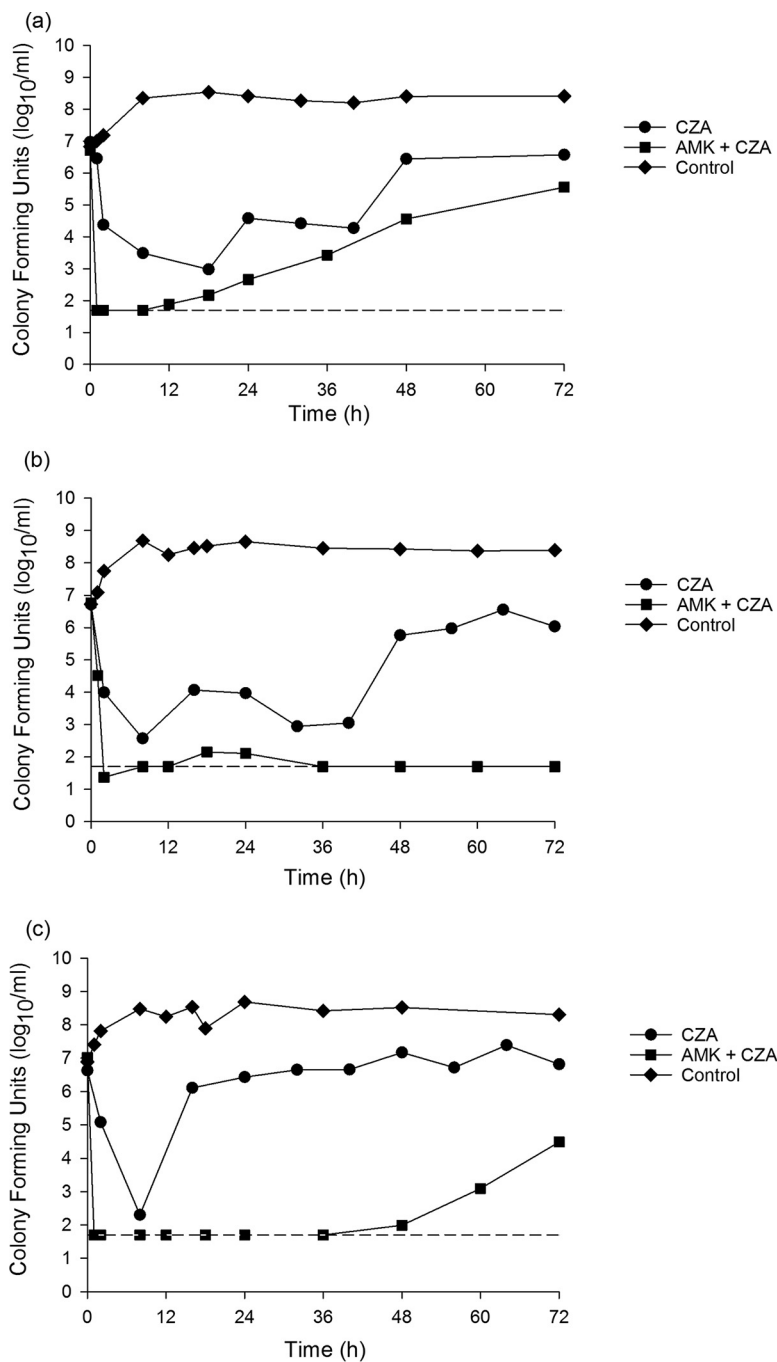 (a)
Colony Forming Units (log10/ml)
10
9
8
7
6
5
4
3
2
1
0
0 12 24 36 48 60 72
Time (h)
CZA
AMK + CZA
Control
(b)
Colony Forming Units (log10/ml)
10
9
8
7
6
5
4
3
2
1
0
0 12 24 36 48 60 72
Time (h)
CZA
AMK + CZA
Control
(c)
Colony Forming Units (log10/ml)
10
9
8
7
6
5
4
3
2
1
0
0 12 24 36 48 60 72
Time (h)
CZA
AMK + CZA
Control